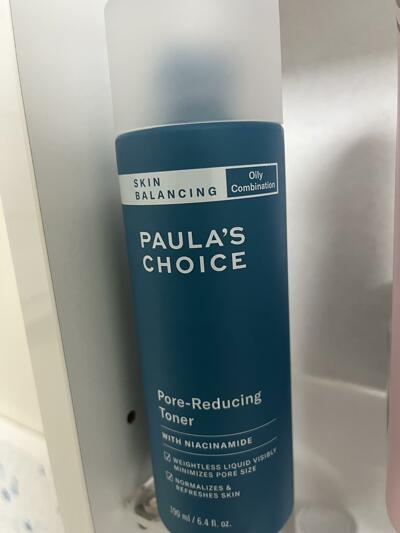 SKIN
BALANCING
Oily
Combination
PAULA'S
CHOICE
Pore-Reducing
Toner
WITH NIACINAMIDE
WEIGHTLESS LIQUID VISIBLY
MINIMIZES PORE SIZE
NORMALIZES &
REFRESHES SKIN
190 ml / 6.4 fl. oz.